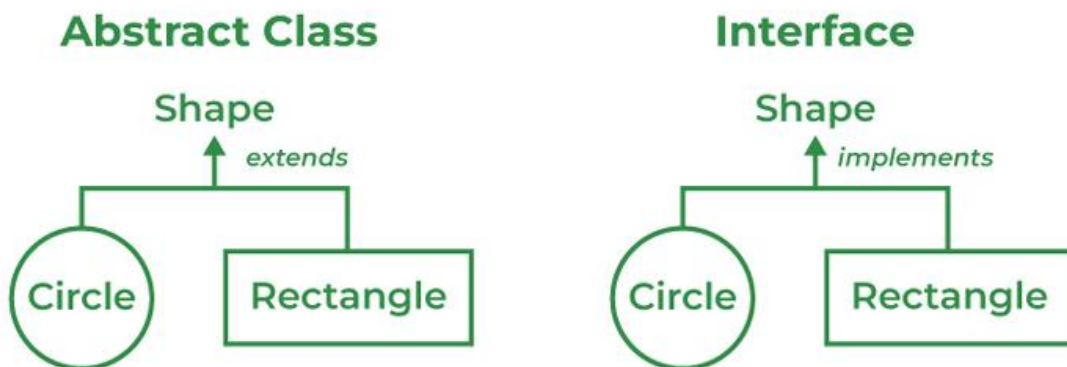 Abstract Class
Shape
extends
Circle
Rectangle
Interface
Shape
implements
Circle
Rectangle